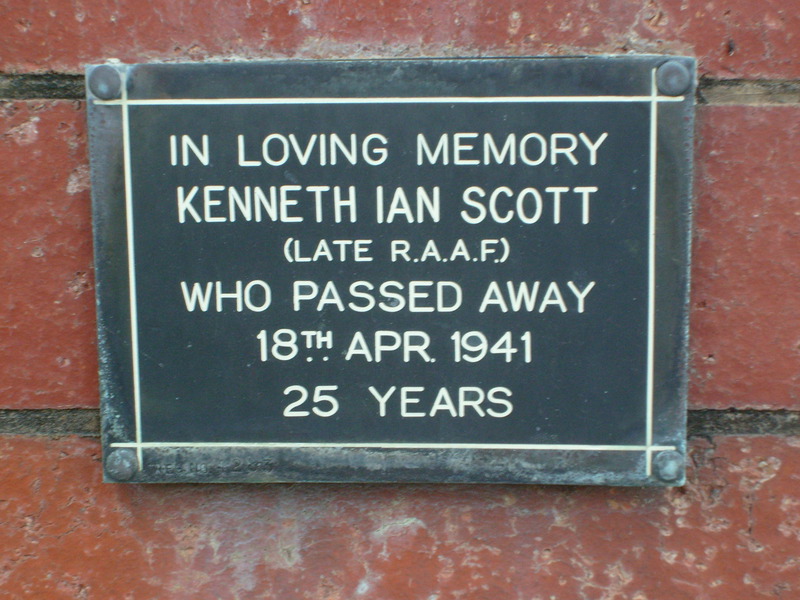 IN LOVING MEMORY
KENNETH IAN SCOTT
(LATE R.A.A.F.)
WHO PASSED AWAY
18TH APR. 1941
25 YEARS